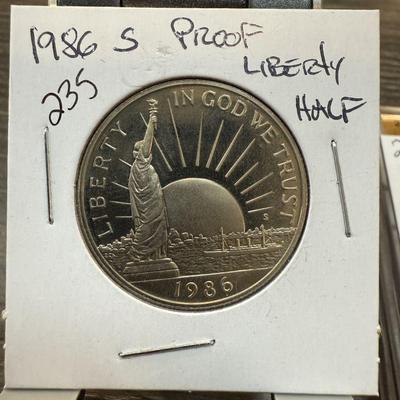 1986 S PROOF
LIBERTY
235
HALF
LIBERTY
IN GOD WE TRUST
S
1986